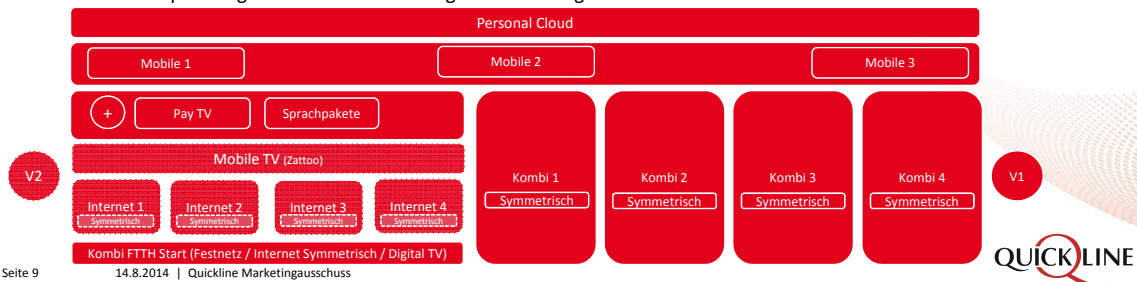 Personal Cloud
Mobile 1
Mobile 2
Mobile 3
+
Pay TV
Sprachpakete
Mobile TV (Zattoo)
V2
Internet 1
Symmetrisch
Internet 2
Symmetrisch
Internet 3
Symmetrisch
Internet 4
Symmetrisch
Kombi FTTH Start (Festnetz / Internet Symmetrisch / Digital TV)
Kombi 1
Symmetrisch
Kombi 2
Symmetrisch
Kombi 3
Symmetrisch
Kombi 4
Symmetrisch
V1
QUICKLINE
Seite 9
14.8.2014 | Quickline Marketingausschuss